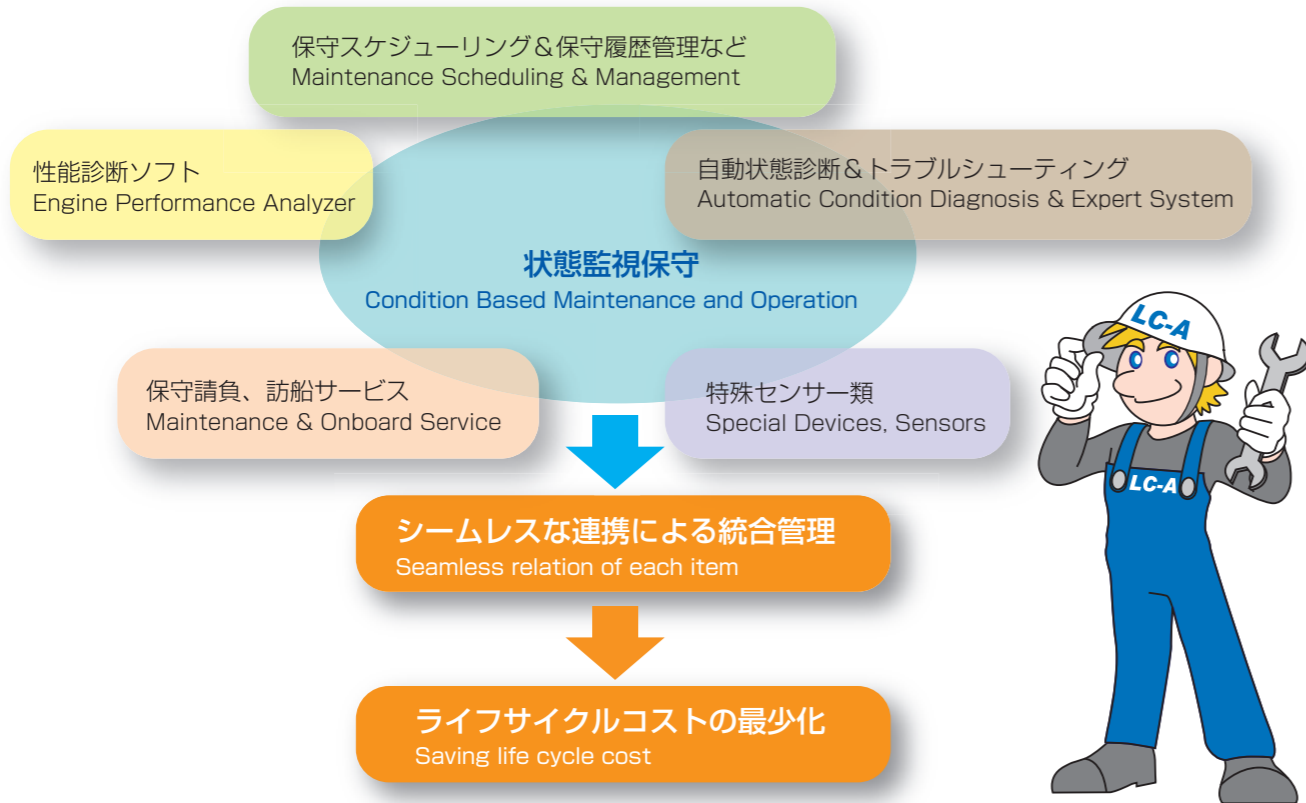 保守スケジューリング＆保守履歴管理など
Maintenance Scheduling & Management
性能診断ソフト
Engine Performance Analyzer
自動状態診断＆トラブルシューティング
Automatic Condition Diagnosis & Expert System
状態監視保守
Condition Based Maintenance and Operation
保守請負、訪船サービス
Maintenance & Onboard Service
特殊センサー類
Special Devices, Sensors
シームレスな連携による統合管理
Seamless relation of each item
ライフサイクルコストの最少化
Saving life cycle cost
LC-A
LC-A